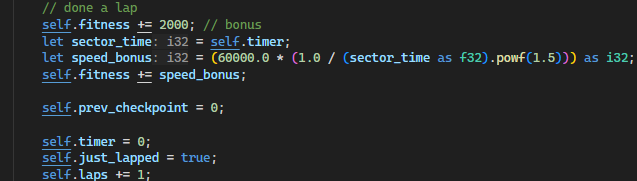 // done a lap
self.fitness += 2000; // bonus
let sector_time: i32 = self.timer;
let speed_bonus: i32 = (60000.0 * (1.0 / (sector_time as f32).powf(1.5))) as i32;
self.fitness += speed_bonus;
self.prev_checkpoint = 0;
self.timer = 0;
self.just_lapped = true;
self.laps += 1;